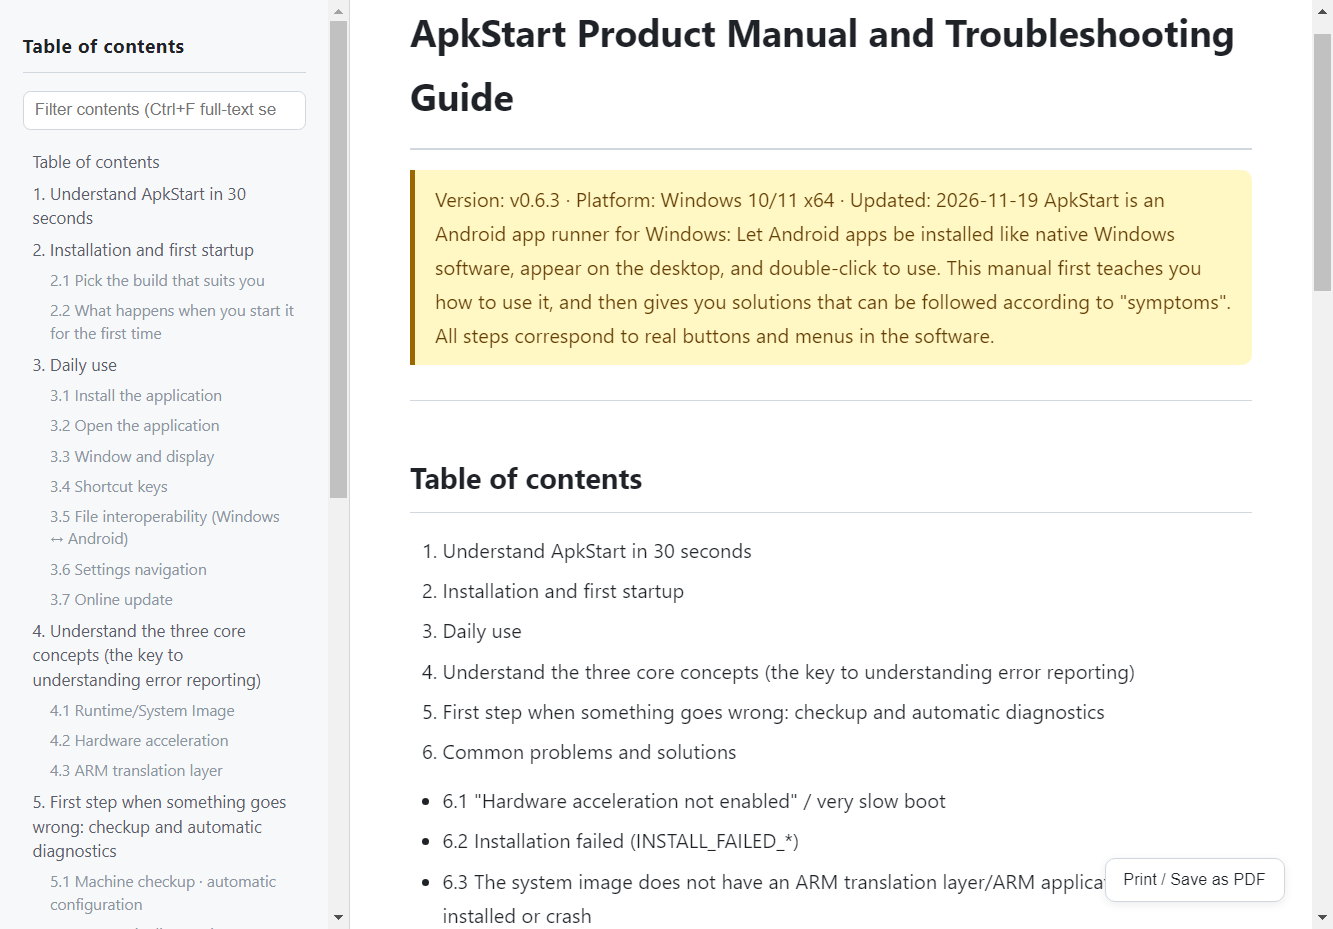 Table of contents
Filter contents (Ctrl+F full-text se
Table of contents
1. Understand ApkStart in 30
seconds
2. Installation and first startup
2.1 Pick the build that suits you
2.2 What happens when you start it
for the first time
3. Daily use
3.1 Install the application
3.2 Open the application
3.3 Window and display
3.4 Shortcut keys
3.5 File interoperability (Windows
↔ Android)
3.6 Settings navigation
3.7 Online update
4. Understand the three core
concepts (the key to
understanding error reporting)
4.1 Runtime/System Image
4.2 Hardware acceleration
4.3 ARM translation layer
5. First step when something goes
wrong: checkup and automatic
diagnostics
5.1 Machine checkup · automatic
configuration
ApkStart Product Manual and Troubleshooting
Guide
Version: v0.6.3 · Platform: Windows 10/11 x64 · Updated: 2026-11-19 ApkStart is an
Android app runner for Windows: Let Android apps be installed like native Windows
software, appear on the desktop, and double-click to use. This manual first teaches you
how to use it, and then gives you solutions that can be followed according to "symptoms".
All steps correspond to real buttons and menus in the software.
Table of contents
1. Understand ApkStart in 30 seconds
2. Installation and first startup
3. Daily use
4. Understand the three core concepts (the key to understanding error reporting)
5. First step when something goes wrong: checkup and automatic diagnostics
6. Common problems and solutions
• 6.1 "Hardware acceleration not enabled" / very slow boot
• 6.2 Installation failed (INSTALL_FAILED_*)
• 6.3 The system image does not have an ARM translation layer/ARM applicat
installed or crash
Print / Save as PDF